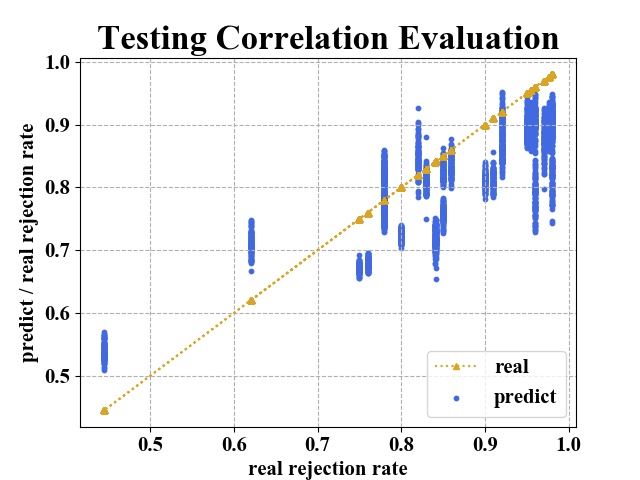 Testing Correlation Evaluation
predict / real rejection rate
1.0
0.9
0.8
0.7
0.6
0.5
real
predict
0.5 0.6 0.7 0.8 0.9 1.0
real rejection rate